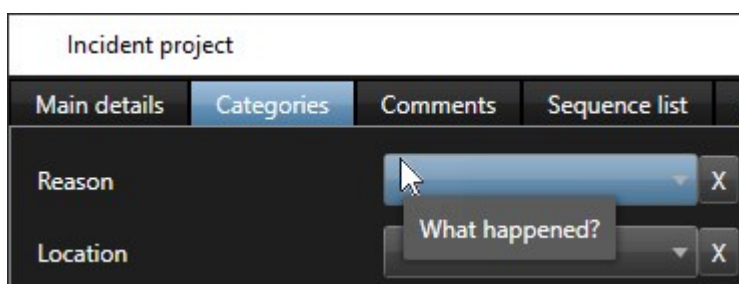 Incident project
Main details Categories Comments Sequence list
Reason X
What happened?
Location X